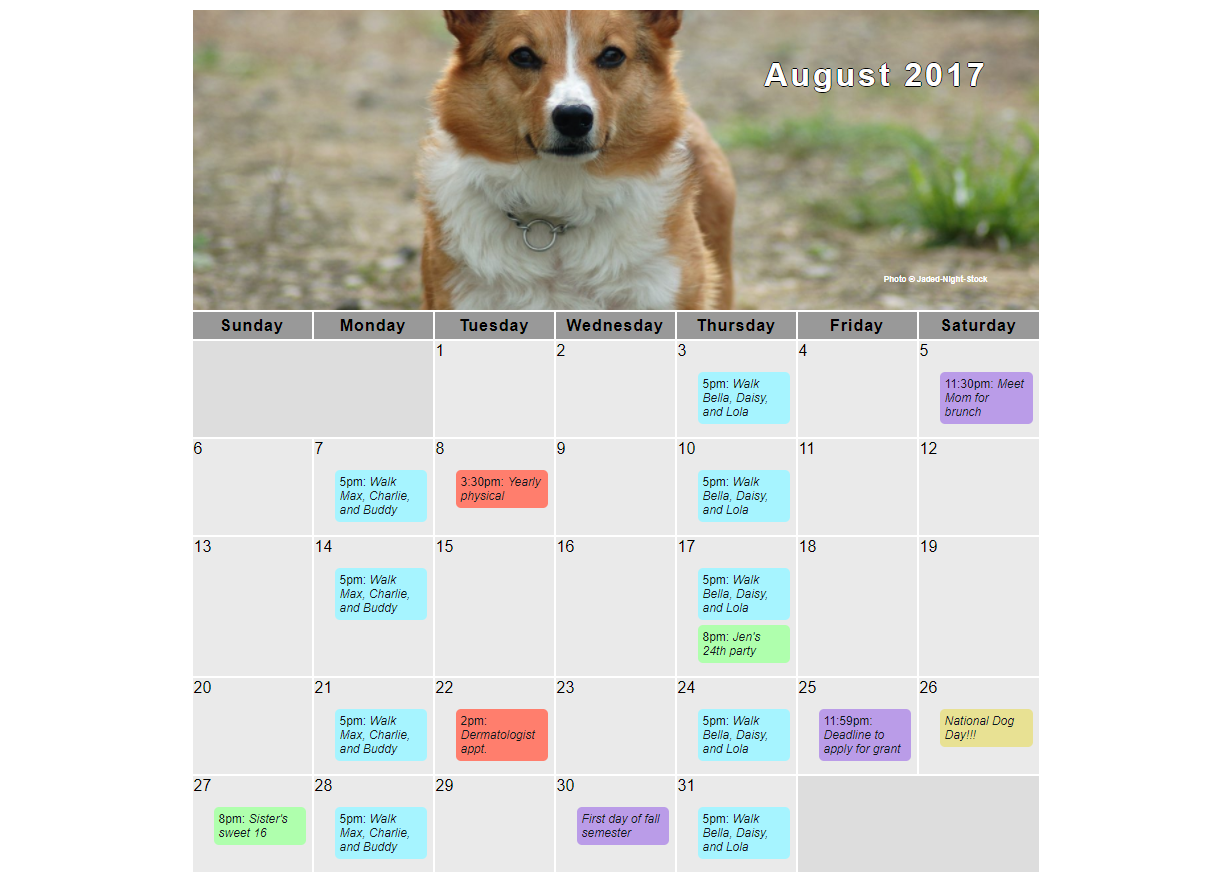 August 2017
Photo © Jaded-Night-Stock
Sunday Monday Tuesday Wednesday Thursday Friday Saturday
1 2 3 4 5
5pm: Walk
Bella, Daisy,
and Lola
11:30pm: Meet
Mom for
brunch
6 7 8 9 10 11 12
5pm: Walk
Max, Charlie,
and Buddy
3:30pm: Yearly
physical
5pm: Walk
Bella, Daisy,
and Lola
13 14 15 16 17 18 19
5pm: Walk
Max, Charlie,
and Buddy
5pm: Walk
Bella, Daisy,
and Lola
8pm: Jen's
24th party
20 21 22 23 24 25 26
5pm: Walk
Max, Charlie,
and Buddy
2pm:
Dermatologist
appt.
5pm: Walk
Bella, Daisy,
and Lola
11:59pm:
Deadline to
apply for grant
National Dog
Day!!!
27 28 29 30 31
8pm: Sister's
sweet 16
5pm: Walk
Max, Charlie,
and Buddy
First day of fall
semester
5pm: Walk
Bella, Daisy,
and Lola